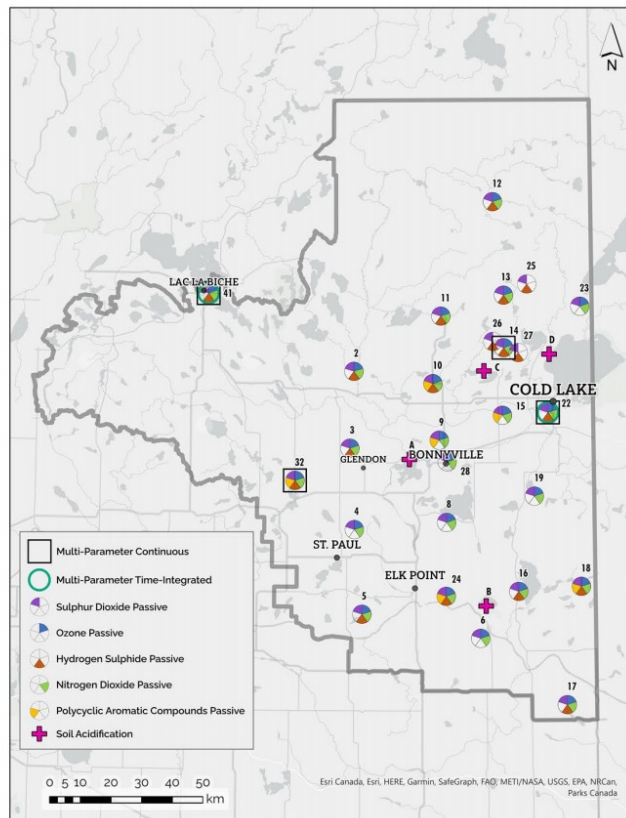 N
12
25
13
23
LAC LA BICHE
41
11
26
14
27
D
2
10
C
COLD LAKE
15
22
3
9
A
BONNYVILLE
GLENDON
28
32
19
8
4
ST. PAUL
ELK POINT
24
B
16
18
5
6
17
Multi-Parameter Continuous
Multi-Parameter Time-Integrated
Sulphur Dioxide Passive
Ozone Passive
Hydrogen Sulphide Passive
Nitrogen Dioxide Passive
Polycyclic Aromatic Compounds Passive
Soil Acidification
0 5 10 20 30 40 50
km
Esri Canada, Esri, HERE, Garmin, SafeGraph, FAO, METI/NASA, USGS, EPA, NRCan,
Parks Canada